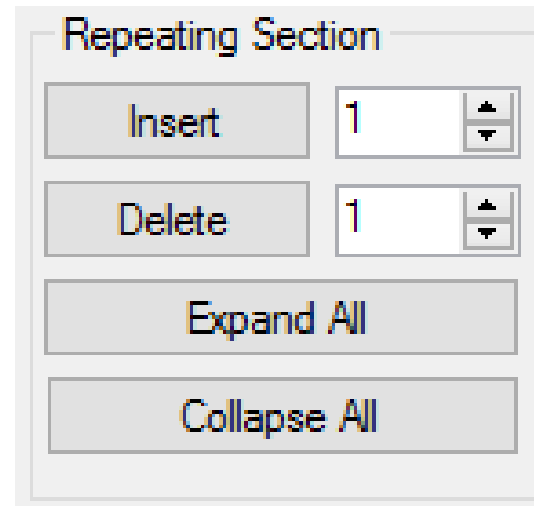 Repeating Section
Insert 1
Delete 1
Expand All
Collapse All